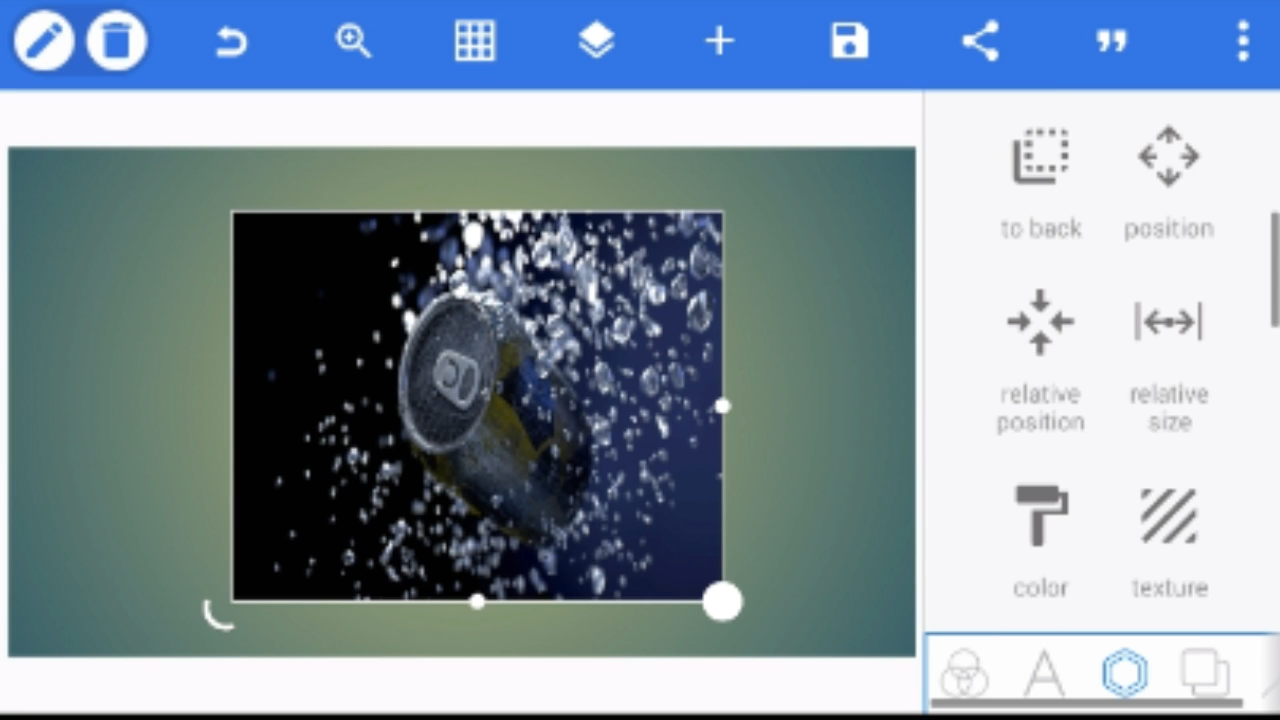 to back
position
relative
position
relative
size
color
texture
A